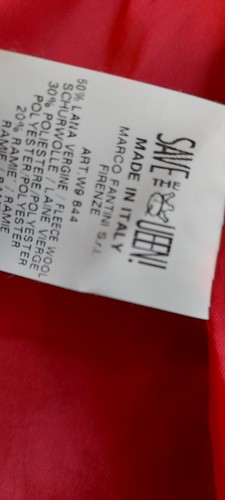 SAVE THE QUEEN!
MADE IN ITALY
MARCO FANTINI S.r.l.
FIRENZE
ART.W9 844
50% LANA VERGINE / FLEECE WOOL
SCHURWOLLE / LAINE VIERGE
30% POLIESTERE/POLYESTER
POLYESTER/POLYESTER
20% RAMIE / RAMIE
RAMIE /